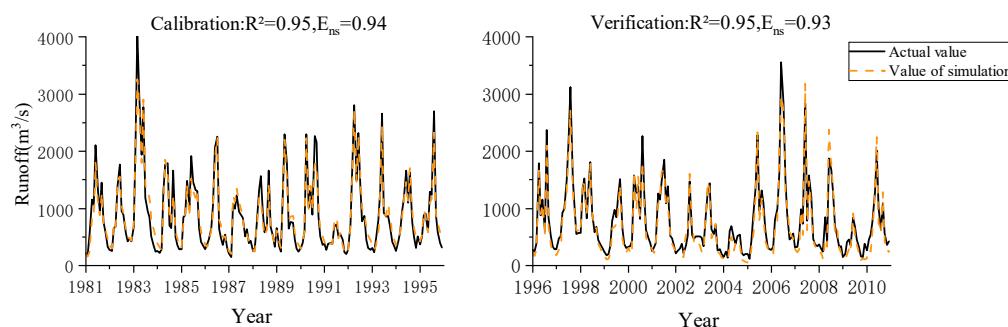 Calibration:R²=0.95,Ens=0.94
Verification:R²=0.95,Ens=0.93
Actual value
Value of simulation
Runoff(m³/s)
4000
3000
2000
1000
0
1981 1983 1985 1987 1989 1991 1993 1995
Year
4000
3000
2000
1000
0
1996 1998 2000 2002 2004 2006 2008 2010
Year